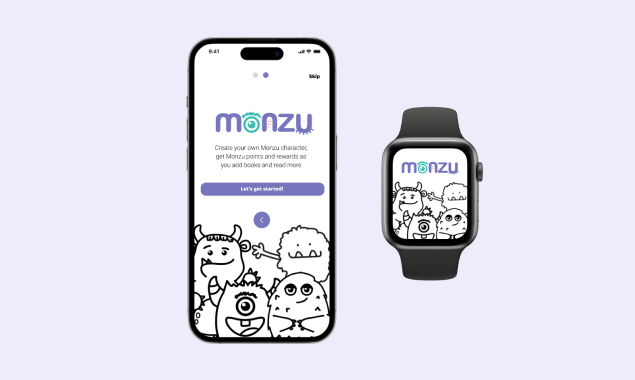 9:41
Skip
monzu
Create your own Monzu character,
get Monzu points and rewards as
you add books and read more.
Let's get started!
monzu